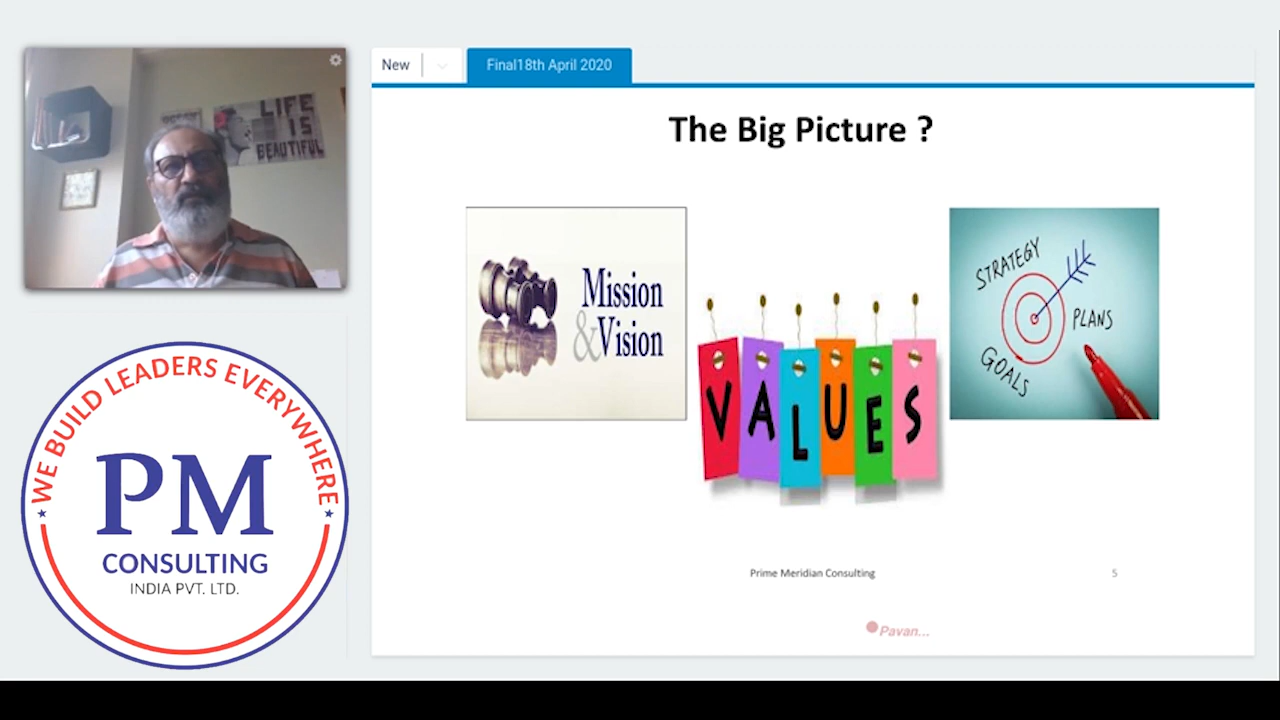 LIFE
IS
BEAUTIFUL
New
Final18th April 2020
The Big Picture ?
Mission
&Vision
VALUES
STRATEGY
PLANS
GOALS
WE BUILD LEADERS EVERYWHERE
PM
CONSULTING
INDIA PVT. LTD.
Prime Meridian Consulting
5
Pavan...